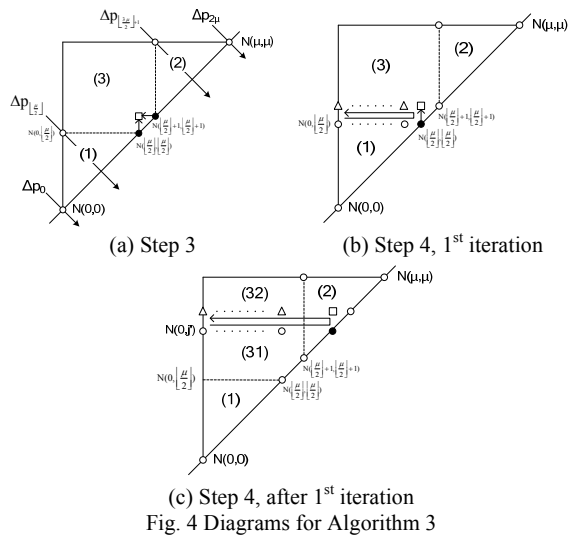 Δp⌊(2μ)/2⌋+1 Δp2μ
N(μ,μ)
(2)
(3)
Δp⌊μ/2⌋
N(0,⌊μ/2⌋)
N(⌊μ/2⌋+1,⌊μ/2⌋+1)
N(⌊μ/2⌋,⌊μ/2⌋)
(1)
Δp0
N(0,0)
(a) Step 3
N(μ,μ)
(2)
(3)
N(0,⌊μ/2⌋)
N(⌊μ/2⌋+1,⌊μ/2⌋+1)
N(⌊μ/2⌋,⌊μ/2⌋)
(1)
N(0,0)
(b) Step 4, 1st iteration
N(μ,μ)
(32) (2)
N(0,j')
(31)
N(⌊μ/2⌋+1,⌊μ/2⌋+1)
N(0,⌊μ/2⌋)
N(⌊μ/2⌋,⌊μ/2⌋)
(1)
N(0,0)
(c) Step 4, after 1st iteration
Fig. 4 Diagrams for Algorithm 3